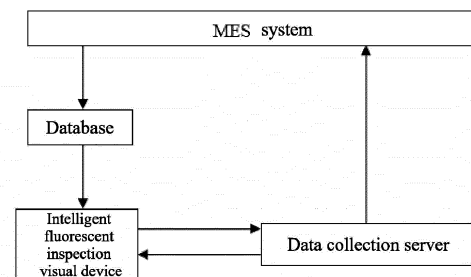 MES system
Database
Intelligent
fluorescent
inspection
visual device
Data collection server